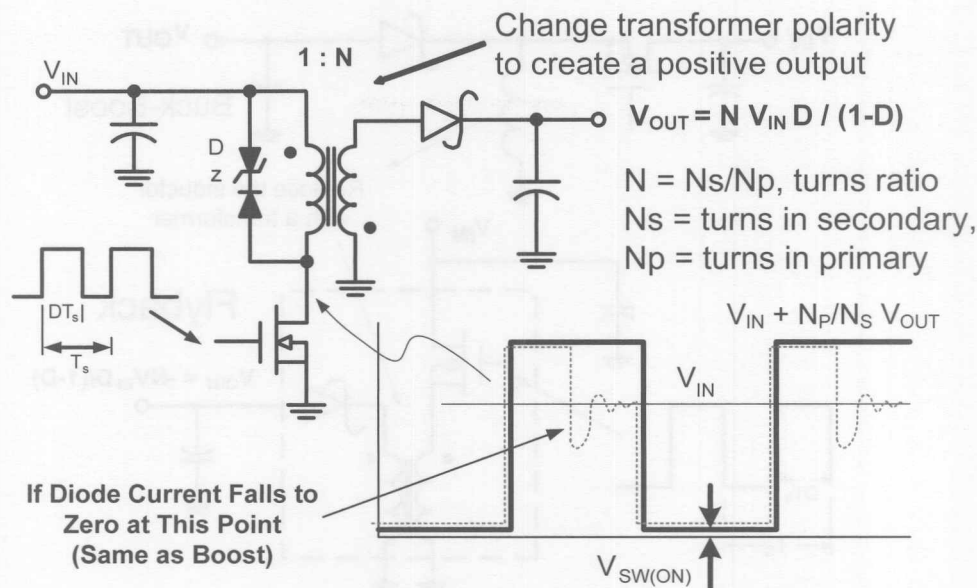 Change transformer polarity
to create a positive output
1 : N
V_IN
V_OUT = N V_IN D / (1-D)
D
z
N = Ns/Np, turns ratio
Ns = turns in secondary,
Np = turns in primary
DT_s
T_s
V_IN + N_P/N_S V_OUT
V_IN
If Diode Current Falls to
Zero at This Point
(Same as Boost)
V_SW(ON)